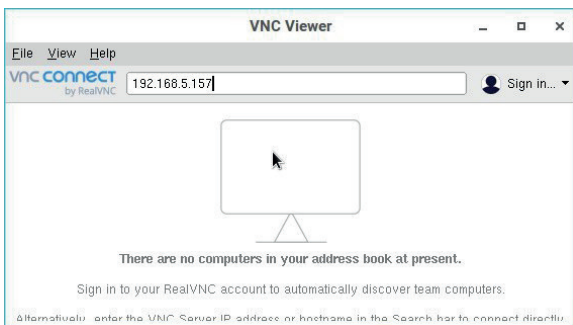 VNC Viewer
File View Help
VNC CONNECT
by RealVNC
192.168.5.157
Sign in...
There are no computers in your address book at present.
Sign in to your RealVNC account to automatically discover team computers.
Alternatively, enter the VNC Server IP address or hostname in the Search bar to connect directly.